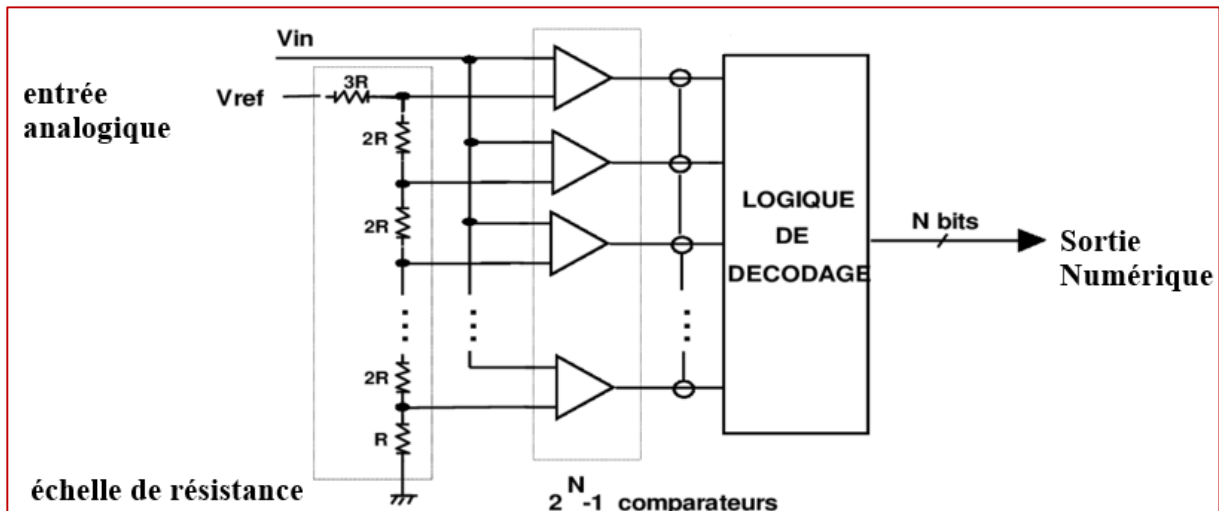 Vin
entrée
analogique
Vref
3R
2R
2R
2R
R
LOGIQUE
DE
DECODAGE
N bits
Sortie
Numérique
échelle de résistance
2^N-1 comparateurs